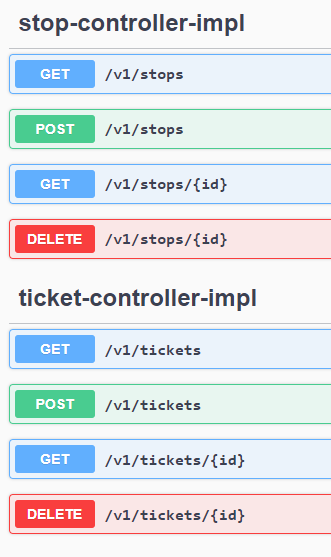 stop-controller-impl
GET /v1/stops
POST /v1/stops
GET /v1/stops/{id}
DELETE /v1/stops/{id}
ticket-controller-impl
GET /v1/tickets
POST /v1/tickets
GET /v1/tickets/{id}
DELETE /v1/tickets/{id}